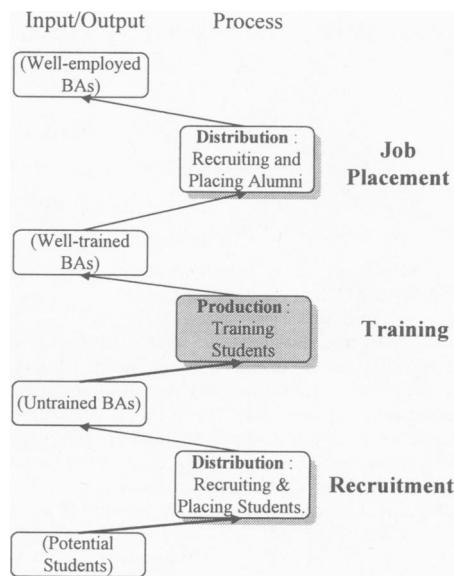 Input/Output Process
(Well-employed
BAs)
Distribution :
Recruiting and
Placing Alumni
Job
Placement
(Well-trained
BAs)
Production :
Training
Students
Training
(Untrained BAs)
Distribution :
Recruiting &
Placing Students.
Recruitment
(Potential
Students)